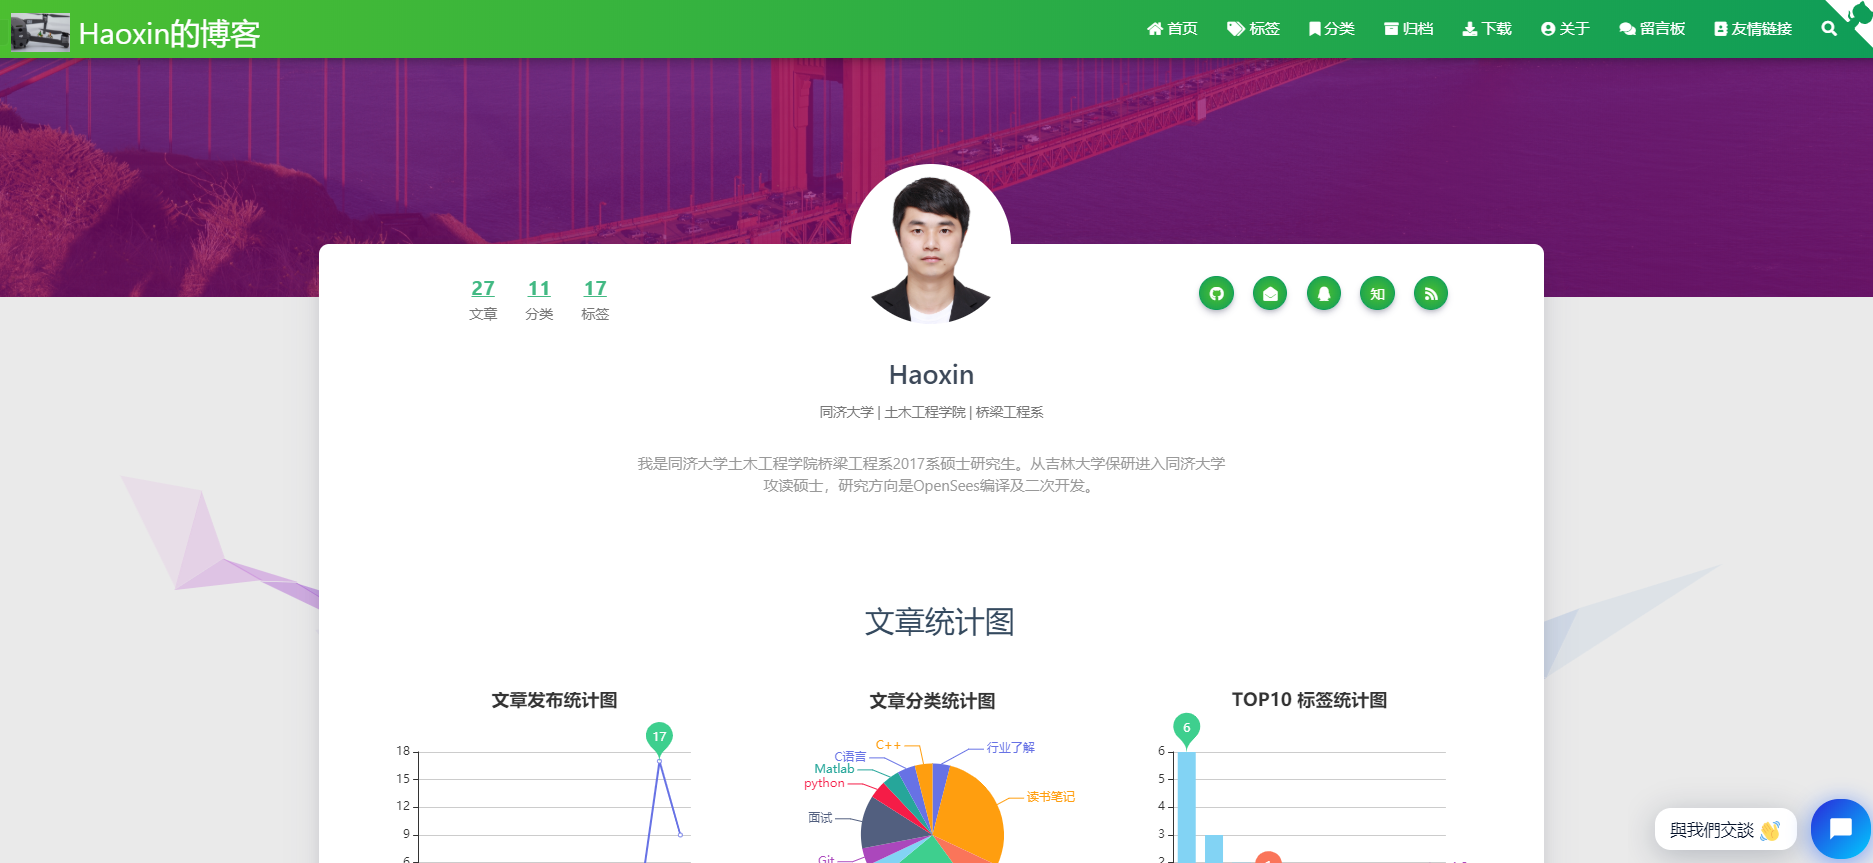 Haoxin的博客
首页 标签 分类 归档 下载 关于 留言板 友情链接
27 11 17
文章 分类 标签
知
Haoxin
同济大学 | 土木工程学院 | 桥梁工程系
我是同济大学土木工程学院桥梁工程系2017系硕士研究生。从吉林大学保研进入同济大学
攻读硕士，研究方向是OpenSees编译及二次开发。
文章统计图
文章发布统计图
17
18
15
12
9
6
文章分类统计图
C++
行业了解
C语言
Matlab
python
读书笔记
面试
Git
TOP10 标签统计图
6
6
5
4
3
2
與我們交談 👋